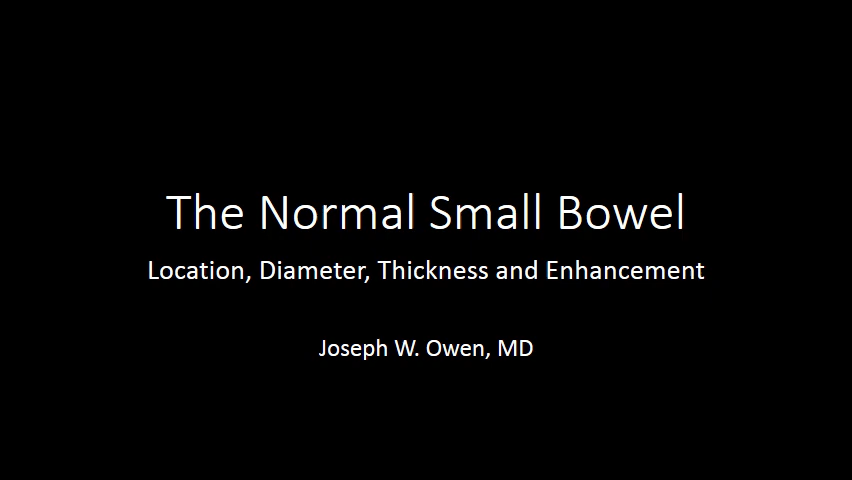 The Normal Small Bowel
Location, Diameter, Thickness and Enhancement
Joseph W. Owen, MD